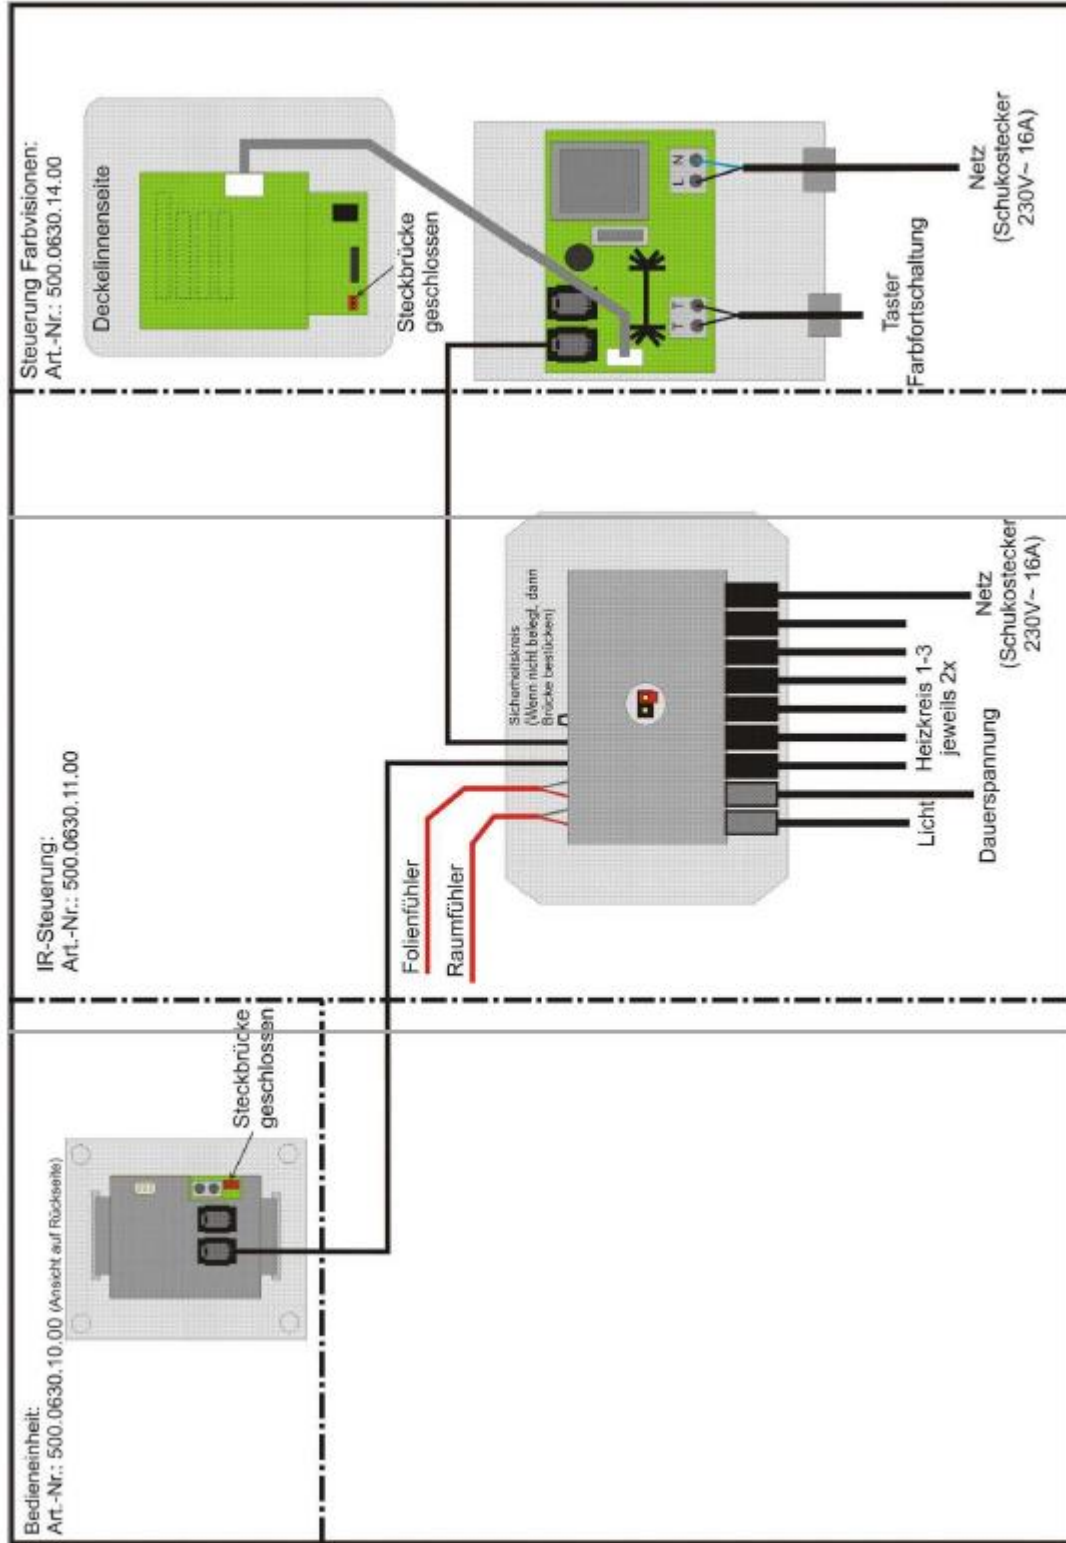 Bedieneinheit:
Art.-Nr.: 500.0630.10.00 (Ansicht auf Rückseite)
Steckbrücke
geschlossen
IR-Steuerung:
Art.-Nr.: 500.0630.11.00
Folienfühler
Raumfühler
Sicherheitskreis
(Wenn nicht belegt, dann
Brücke bestücken)
Licht
Dauerspannung
Heizkreis 1-3
jeweils 2x
Netz
(Schukostecker
230V~ 16A)
Steuerung Farbvisionen:
Art.-Nr.: 500.0630.14.00
Deckelinnenseite
Steckbrücke
geschlossen
T T
L N
Taster
Farbfortschaltung
Netz
(Schukostecker
230V~ 16A)